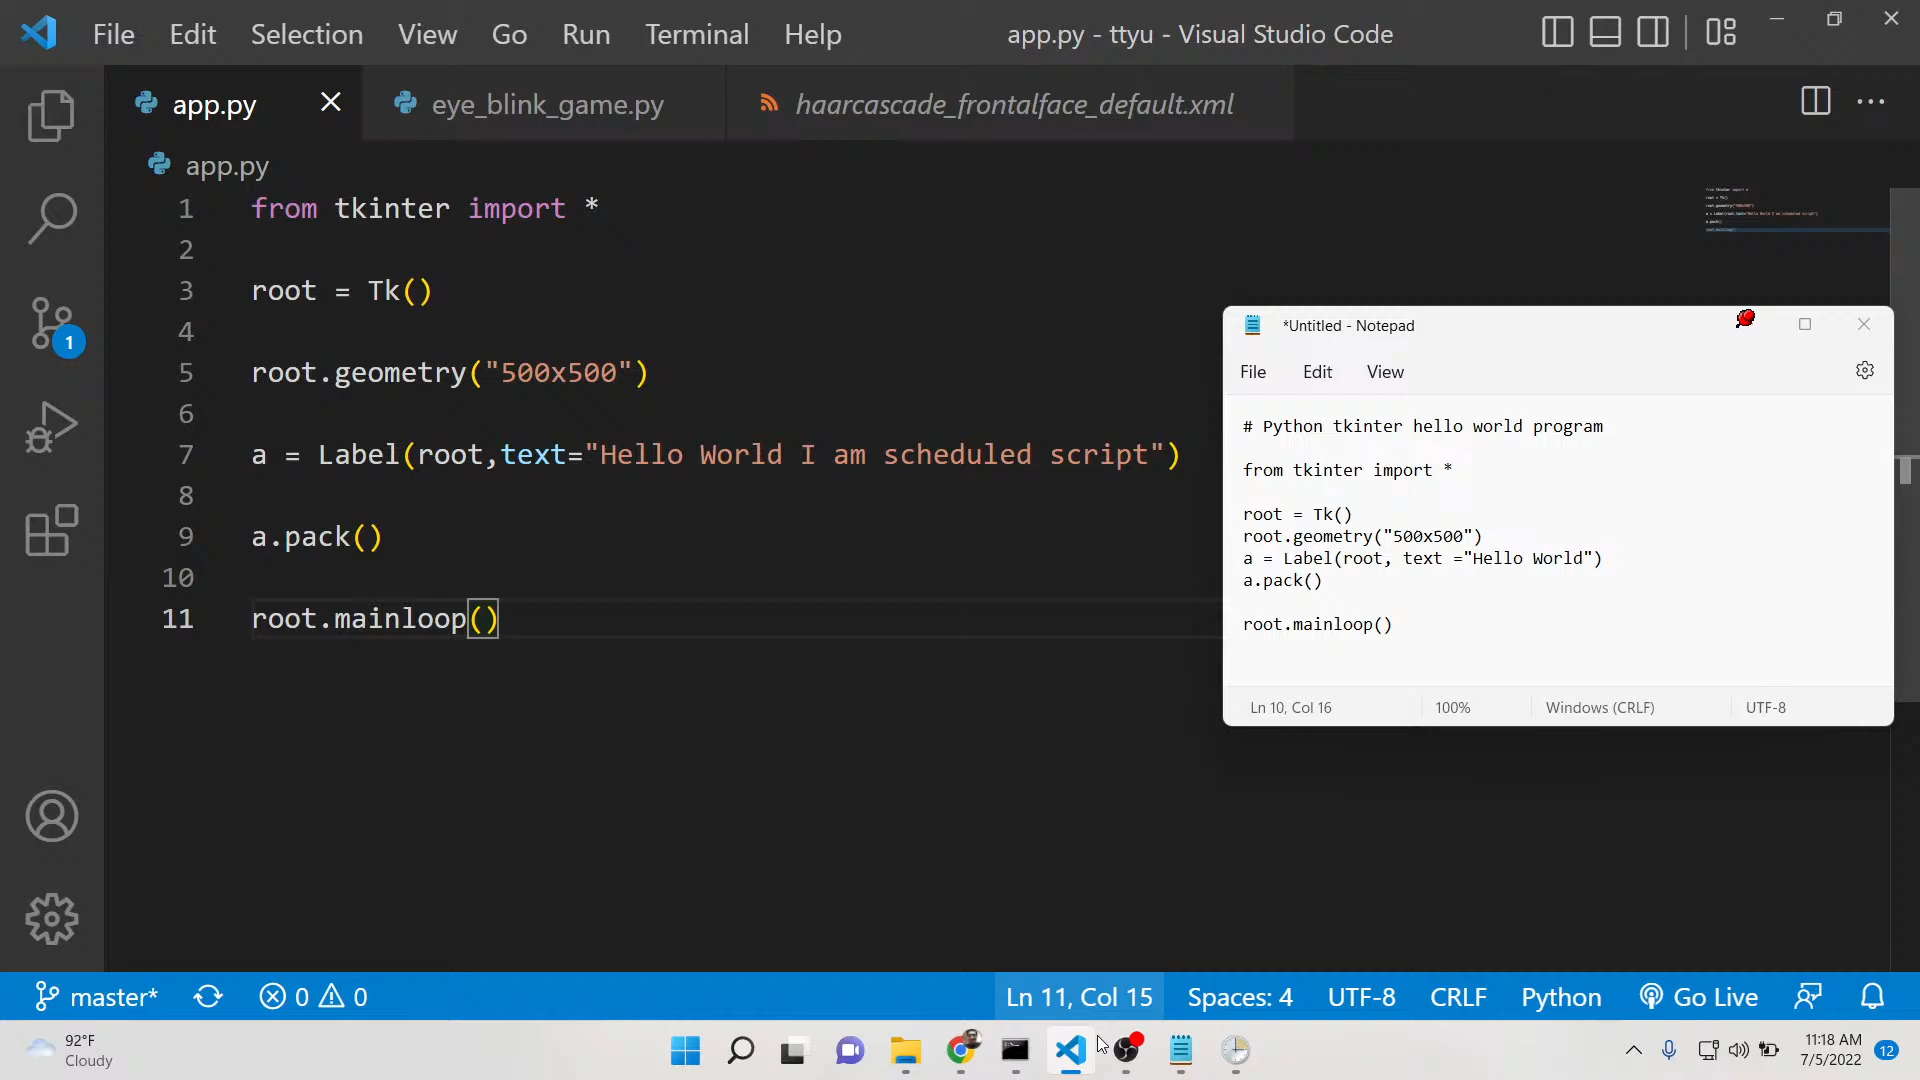 File Edit Selection View Go Run Terminal Help app.py - ttyu - Visual Studio Code
app.py eye_blink_game.py haarcascade_frontalface_default.xml
app.py
1 from tkinter import *
2
3 root = Tk()
4
5 root.geometry("500x500")
6
7 a = Label(root,text="Hello World I am scheduled script")
8
9 a.pack()
10
11 root.mainloop()
1
*Untitled - Notepad
File Edit View
# Python tkinter hello world program
from tkinter import *
root = Tk()
root.geometry("500x500")
a = Label(root, text ="Hello World")
a.pack()
root.mainloop()
Ln 10, Col 16 100% Windows (CRLF) UTF-8
master* 0 0 Ln 11, Col 15 Spaces: 4 UTF-8 CRLF Python Go Live
92°F
Cloudy
11:18 AM
7/5/2022
12